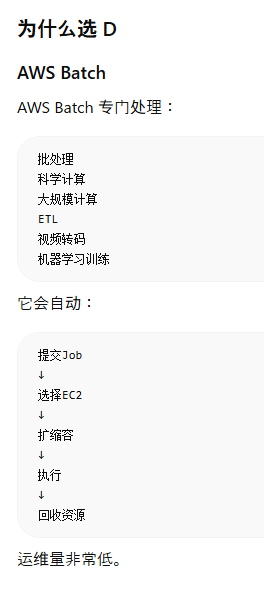 为什么选 D
AWS Batch
AWS Batch 专门处理：
批处理
科学计算
大规模计算
ETL
视频转码
机器学习训练
它会自动：
提交Job
↓
选择EC2
↓
扩缩容
↓
执行
↓
回收资源
运维量非常低。